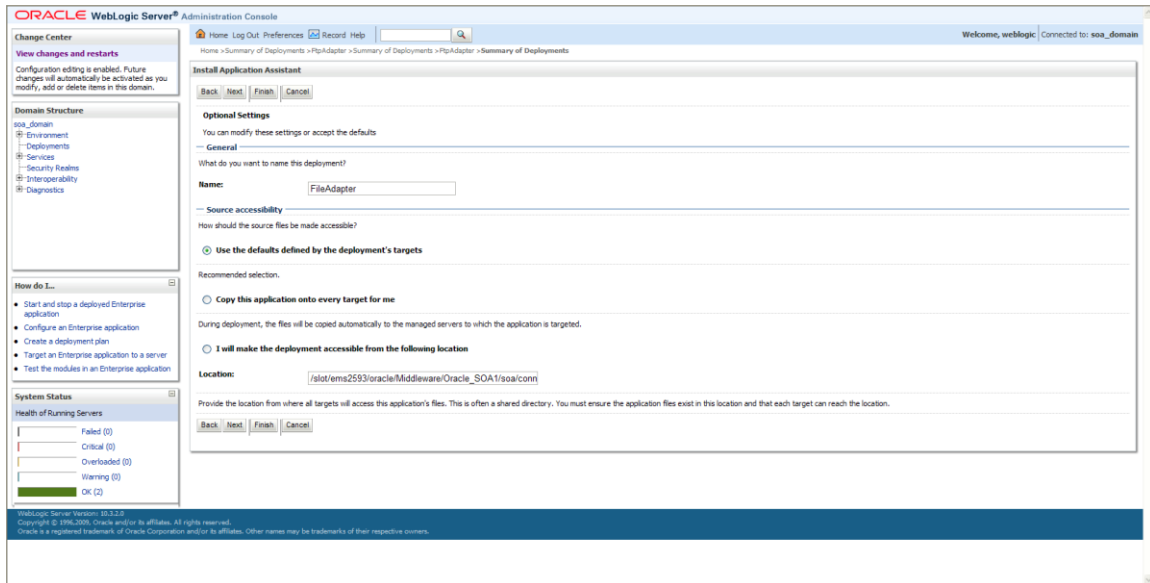 ORACLE WebLogic Server® Administration Console
Change Center
View changes and restarts
Configuration editing is enabled. Future
changes will automatically be activated as you
modify, add or delete items in this domain.
Domain Structure
soa_domain
Environment
Deployments
Services
Security Realms
Interoperability
Diagnostics
How do I...
Start and stop a deployed Enterprise
application
Configure an Enterprise application
Create a deployment plan
Target an Enterprise application to a server
Test the modules in an Enterprise application
System Status
Health of Running Servers
Failed (0)
Critical (0)
Overloaded (0)
Warning (0)
OK (2)
Home Log Out Preferences Record Help
Welcome, weblogic Connected to: soa_domain
Home >Summary of Deployments >FtpAdapter >Summary of Deployments >FtpAdapter >Summary of Deployments
Install Application Assistant
Back Next Finish Cancel
Optional Settings
You can modify these settings or accept the defaults
General
What do you want to name this deployment?
Name: FileAdapter
Source accessibility
How should the source files be made accessible?
Use the defaults defined by the deployment's targets
Recommended selection.
Copy this application onto every target for me
During deployment, the files will be copied automatically to the managed servers to which the application is targeted.
I will make the deployment accessible from the following location
Location: /slot/ems2593/oracle/Middleware/Oracle_SOA1/soa/conn
Provide the location from where all targets will access this application's files. This is often a shared directory. You must ensure the application files exist in this location and that each target can reach the location.
Back Next Finish Cancel
WebLogic Server Version: 10.3.2.0
Copyright © 1996,2009, Oracle and/or its affiliates. All rights reserved.
Oracle is a registered trademark of Oracle Corporation and/or its affiliates. Other names may be trademarks of their respective owners.